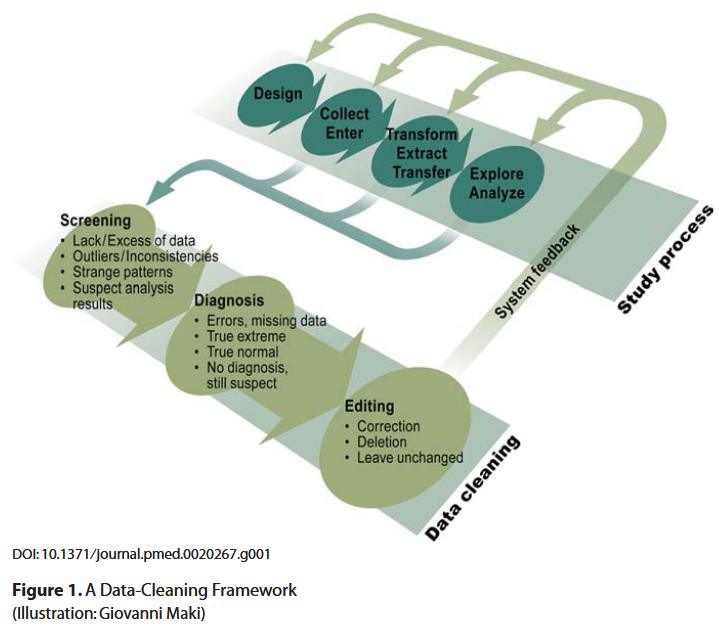 Design
Collect
Enter
Transform
Extract
Transfer
Explore
Analyze
Study process
System feedback
Screening
• Lack/Excess of data
• Outliers/Inconsistencies
• Strange patterns
• Suspect analysis
results
Diagnosis
• Errors, missing data
• True extreme
• True normal
• No diagnosis,
still suspect
Editing
• Correction
• Deletion
• Leave unchanged
Data cleaning
DOI: 10.1371/journal.pmed.0020267.g001
Figure 1. A Data-Cleaning Framework
(Illustration: Giovanni Maki)